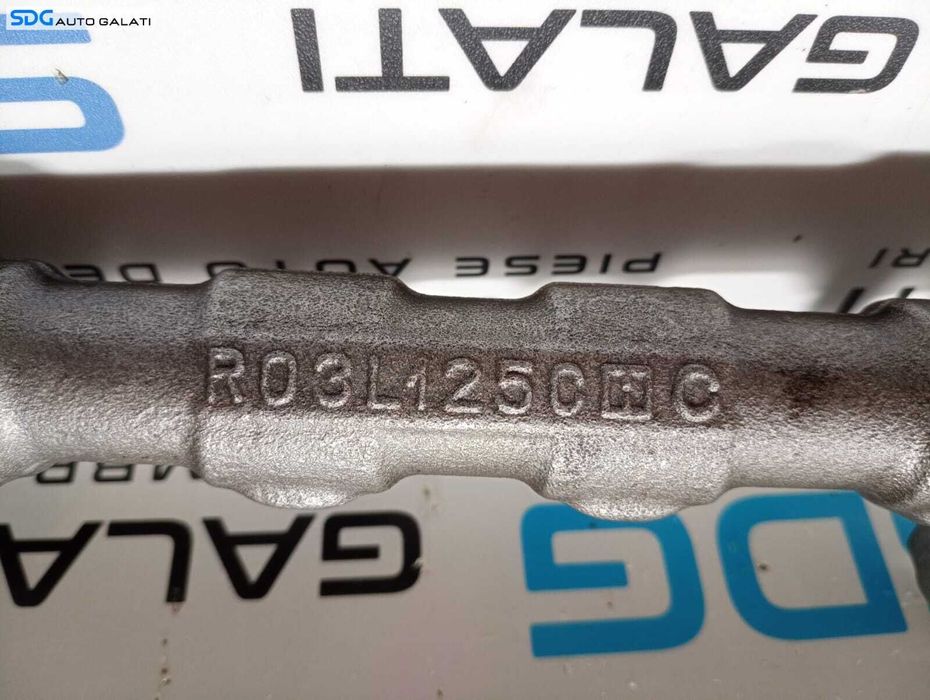 SDG AUTO GALATI
GALATI
PIESE AUTO DE
R03L125C H C
GALATI
DG